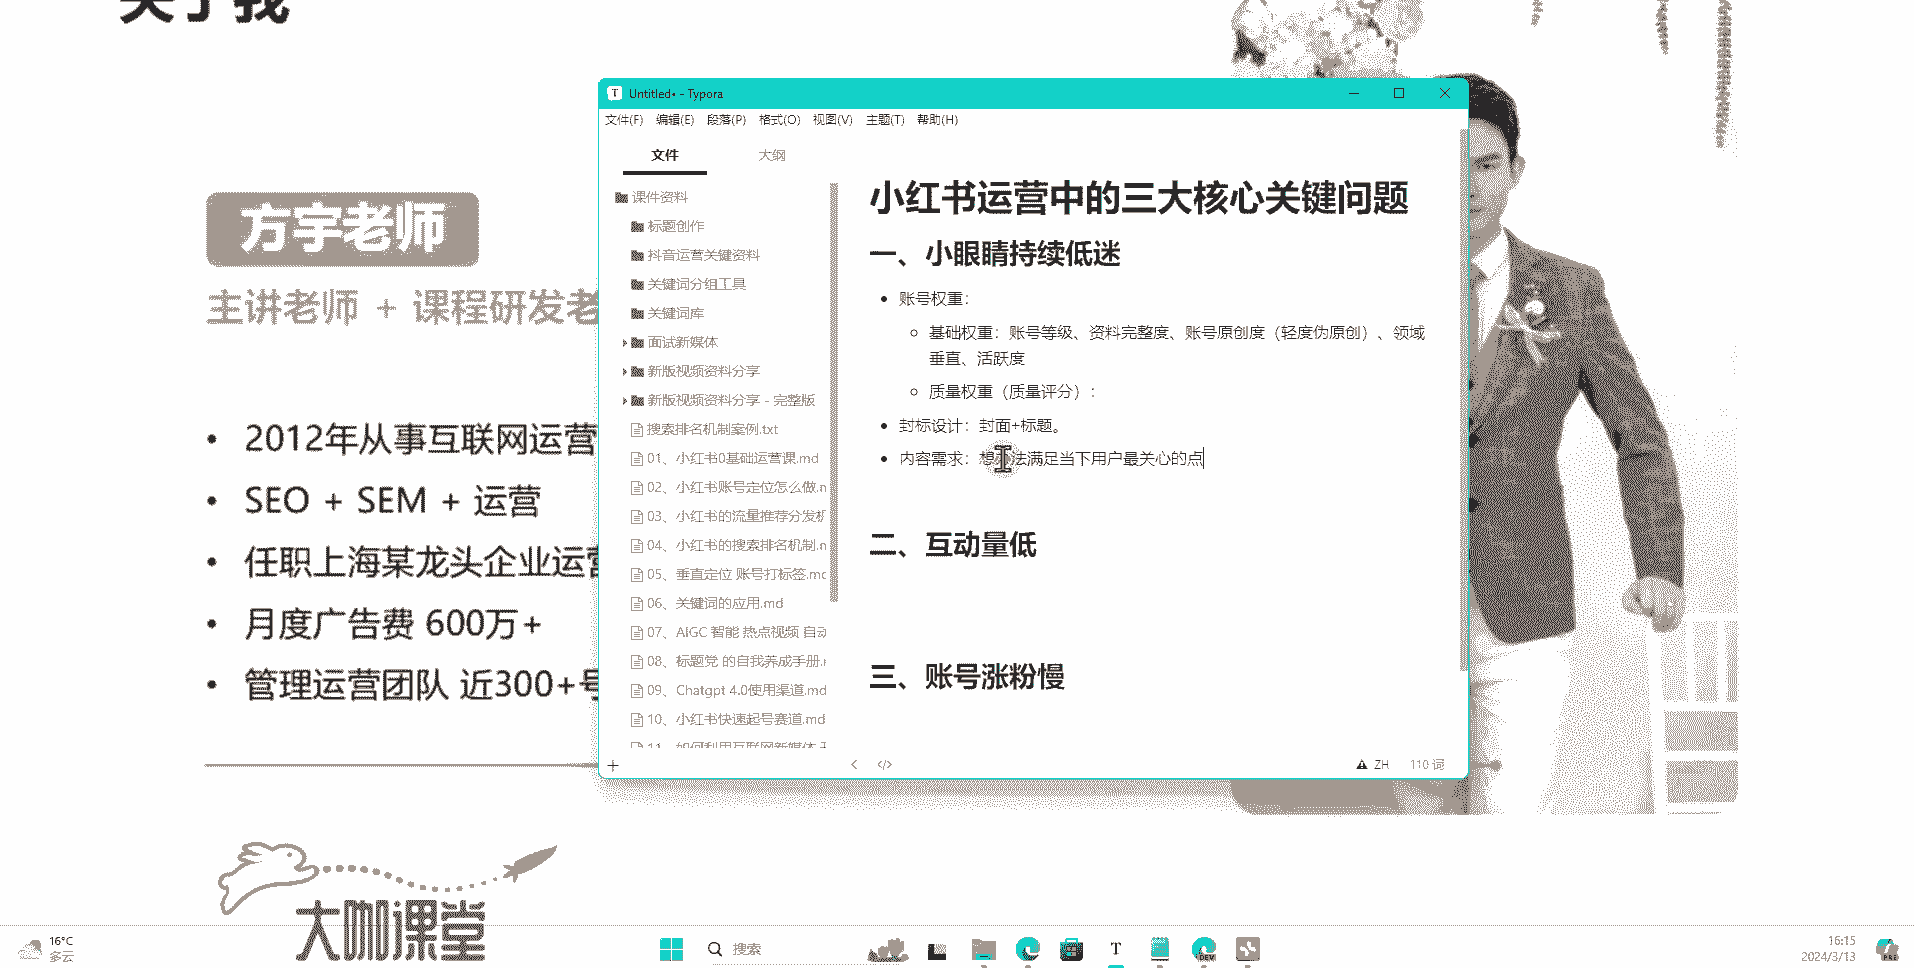 关于我
方宇老师
主讲老师 + 课程研发老
• 2012年从事互联网运营
• SEO + SEM + 运营
• 任职上海某龙头企业运营
• 月度广告费 600万+
• 管理运营团队 近300+号
大咖课堂
Untitled• - Typora
文件(F) 编辑(E) 段落(P) 格式(O) 视图(V) 主题(T) 帮助(H)
文件 大纲
课件资料
标题创作
抖音运营关键资料
关键词分组工具
关键词库
面试新媒体
新版视频资料分享
新版视频资料分享 - 完整版
搜索排名机制案例.txt
01、小红书0基础运营课.md
02、小红书账号定位怎么做.n
03、小红书的流量推荐分发机
04、小红书的搜索排名机制.n
05、垂直定位 账号打标签.mc
06、关键词的应用.md
07、AIGC 智能 热点视频 自动
08、标题党 的自我养成手册.r
09、Chatgpt 4.0使用渠道.md
10、小红书快速起号赛道.md
11、如何利用互联网新媒体
小红书运营中的三大核心关键问题
一、小眼睛持续低迷
• 账号权重：
基础权重：账号等级、资料完整度、账号原创度（轻度伪原创）、领域
垂直、活跃度
质量权重（质量评分）：
• 封标设计：封面+标题。
• 内容需求：想办法满足当下用户最关心的点
二、互动量低
三、账号涨粉慢
ZH 110 词
16°C
多云
搜索
T
DEV
16:15
2024/3/13
PRE